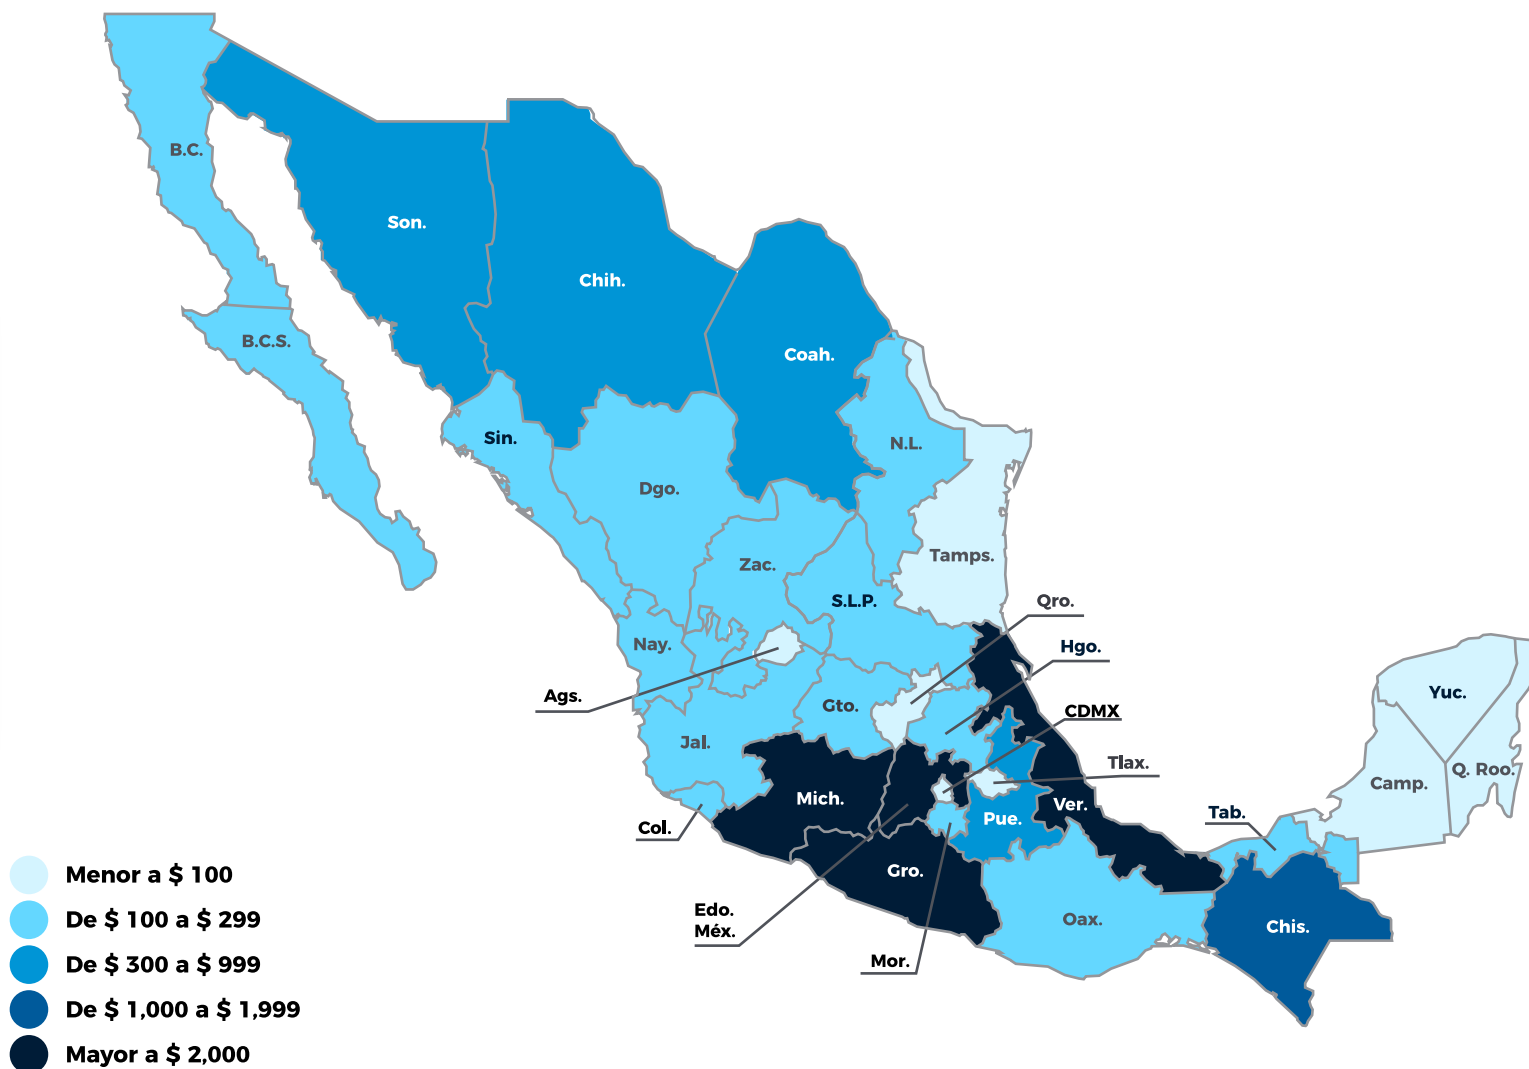 B.C.
Son.
Chih.
B.C.S.
Coah.
Sin.
N.L.
Dgo.
Tamps.
Zac.
S.L.P.
Qro.
Nay.
Hgo.
Ags.
Yuc.
Gto.
CDMX
Jal.
Tlax.
Q. Roo.
Camp.
Mich.
Ver.
Tab.
Col.
Pue.
Gro.
Edo.
Méx.
Oax.
Chis.
Mor.
Menor a $ 100
De $ 100 a $ 299
De $ 300 a $ 999
De $ 1,000 a $ 1,999
Mayor a $ 2,000